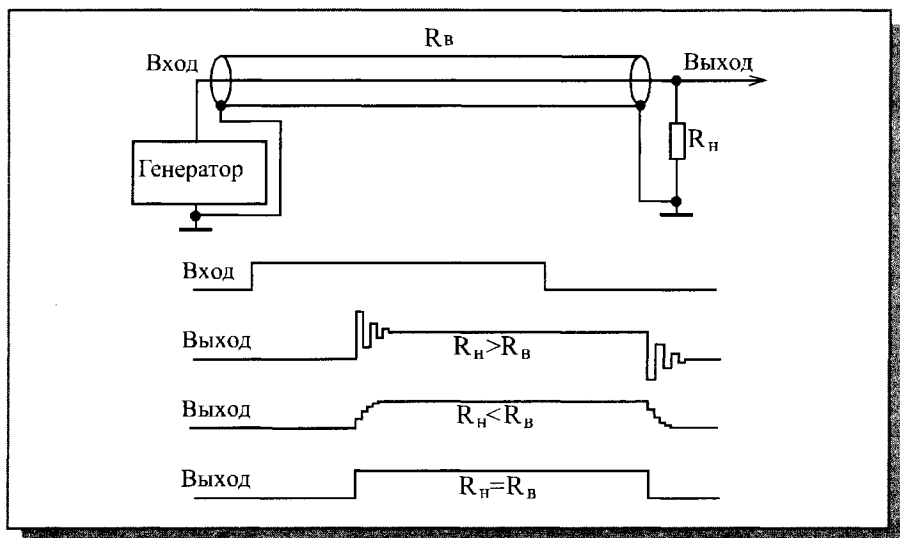 Rв
Вход
Выход
Rн
Генератор
Вход
Выход
Rн>Rв
Выход
Rн<Rв
Выход
Rн=Rв